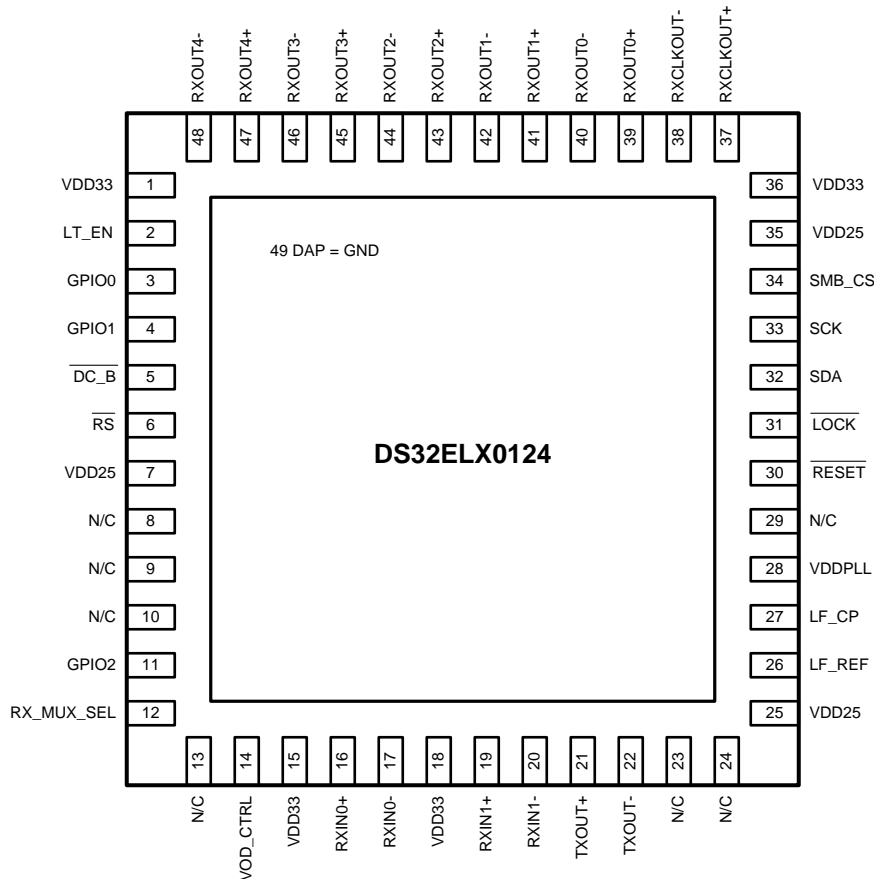 RXOUT4-
RXOUT4+
RXOUT3-
RXOUT3+
RXOUT2-
RXOUT2+
RXOUT1-
RXOUT1+
RXOUT0-
RXOUT0+
RXCLKOUT-
RXCLKOUT+
48
47
46
45
44
43
42
41
40
39
38
37
VDD33 1
LT_EN 2
GPIO0 3
GPIO1 4
DC_B 5
RS 6
VDD25 7
N/C 8
N/C 9
N/C 10
GPIO2 11
RX_MUX_SEL 12
49 DAP = GND
DS32ELX0124
36 VDD33
35 VDD25
34 SMB_CS
33 SCK
32 SDA
31 LOCK
30 RESET
29 N/C
28 VDDPLL
27 LF_CP
26 LF_REF
25 VDD25
13
14
15
16
17
18
19
20
21
22
23
24
N/C
VOD_CTRL
VDD33
RXIN0+
RXIN0-
VDD33
RXIN1+
RXIN1-
TXOUT+
TXOUT-
N/C
N/C